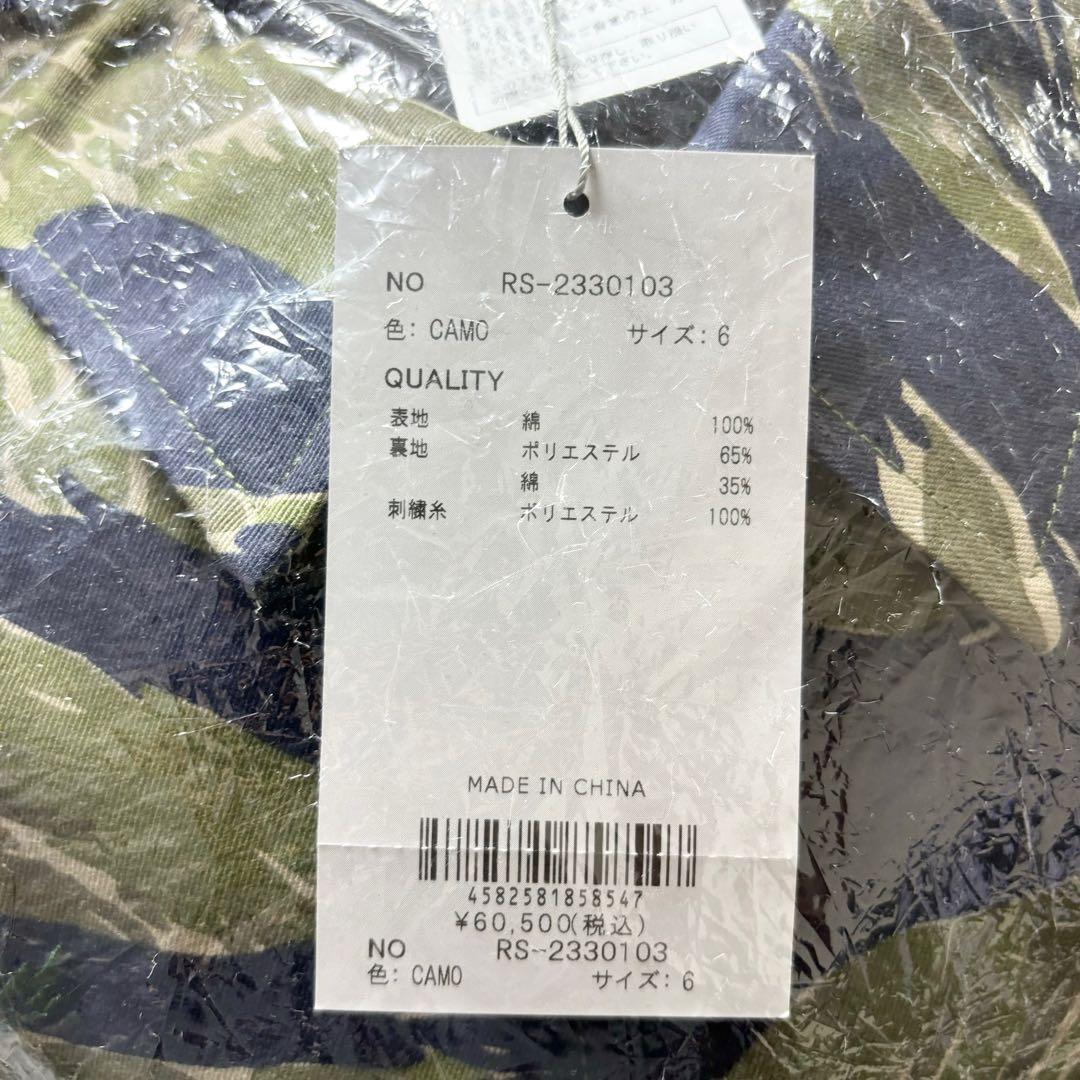 NO RS-2330103
色: CAMO サイズ: 6
QUALITY
表地 綿 100%
裏地 ポリエステル 65%
綿 35%
刺繍糸 ポリエステル 100%
MADE IN CHINA
4582581858547
¥60,500(税込)
NO RS-2330103
色: CAMO サイズ: 6